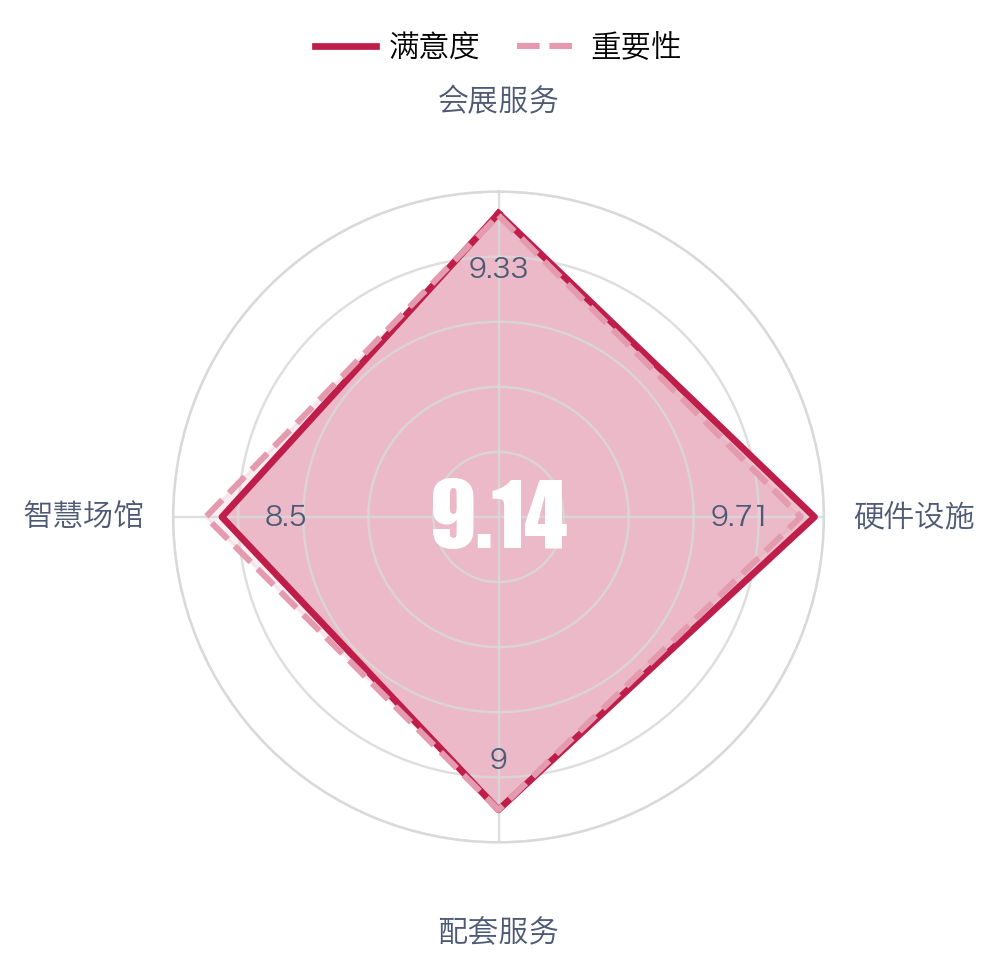 满意度 重要性
会展服务
9.33
智慧场馆 8.5 9.14 9.71 硬件设施
9
配套服务